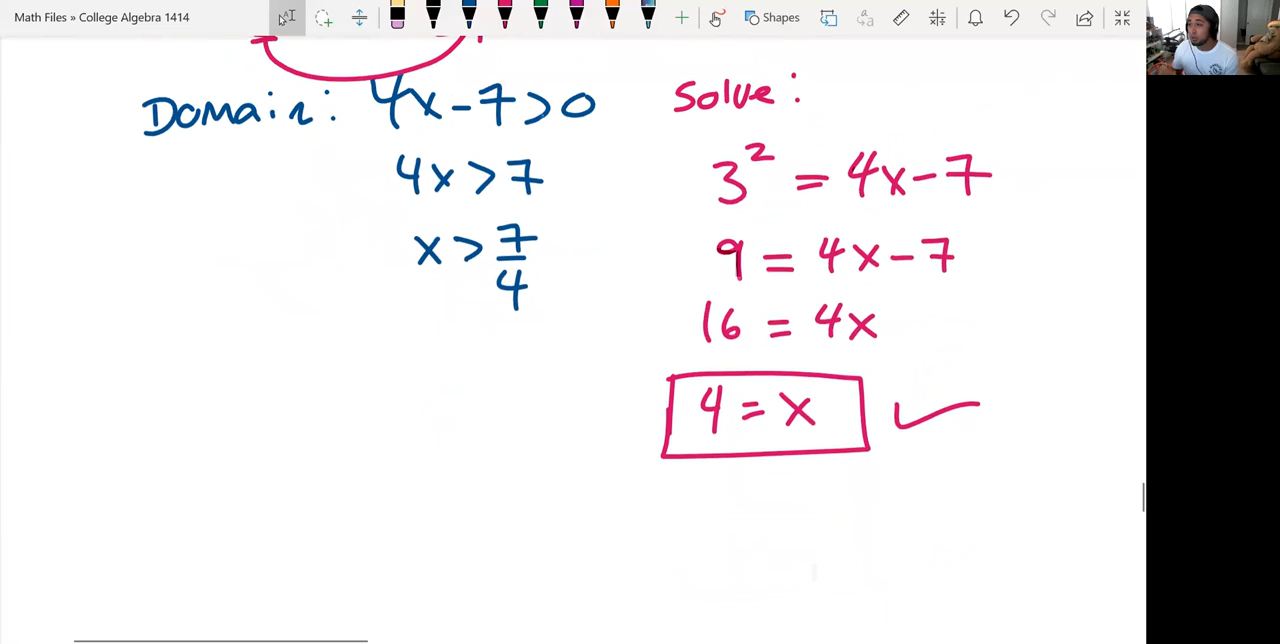 Math Files » College Algebra 1414
Shapes
Domain: 4x-7>0
4x>7
x>7/4
Solve:
3² = 4x-7
9 = 4x-7
16 = 4x
4 = x ✓